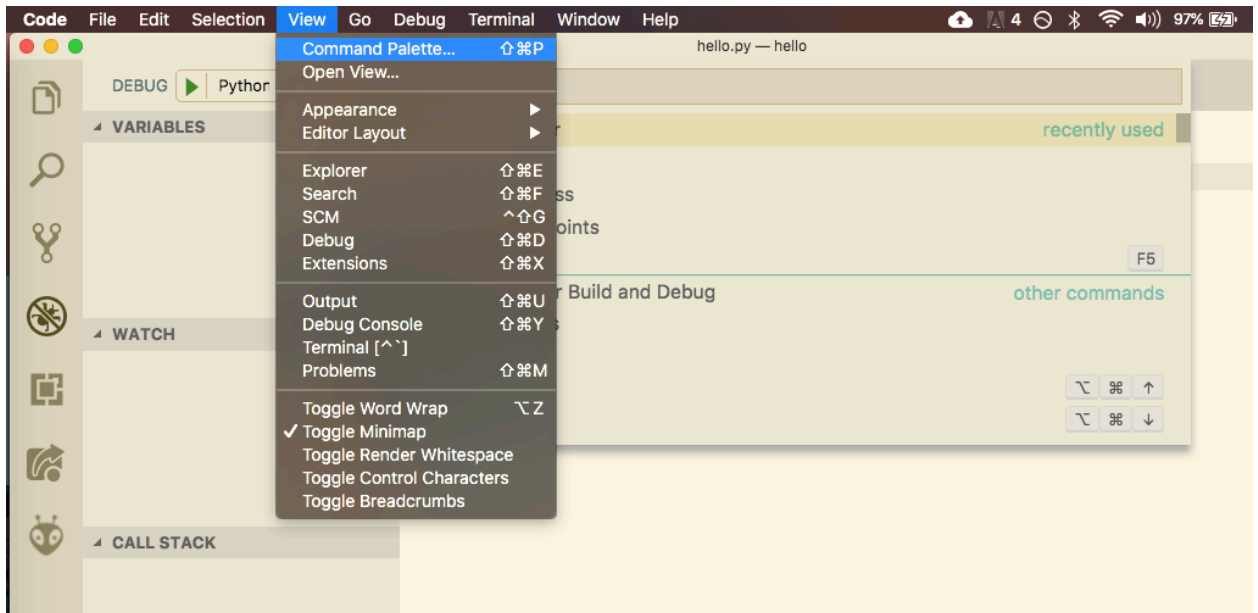 Code File Edit Selection View Go Debug Terminal Window Help 4 97%
hello.py — hello
DEBUG Python
VARIABLES
WATCH
CALL STACK
Command Palette... ⇧⌘P
Open View...
Appearance ▶
Editor Layout ▶
Explorer ⇧⌘E
Search ⇧⌘F
SCM ^⇧G
Debug ⇧⌘D
Extensions ⇧⌘X
Output ⇧⌘U
Debug Console ⇧⌘Y
Terminal [^`]
Problems ⇧⌘M
Toggle Word Wrap ⌥Z
✓ Toggle Minimap
Toggle Render Whitespace
Toggle Control Characters
Toggle Breadcrumbs
r recently used
ss
oints
F5
r Build and Debug other commands
s
⌥ ⌘ ↑
⌥ ⌘ ↓